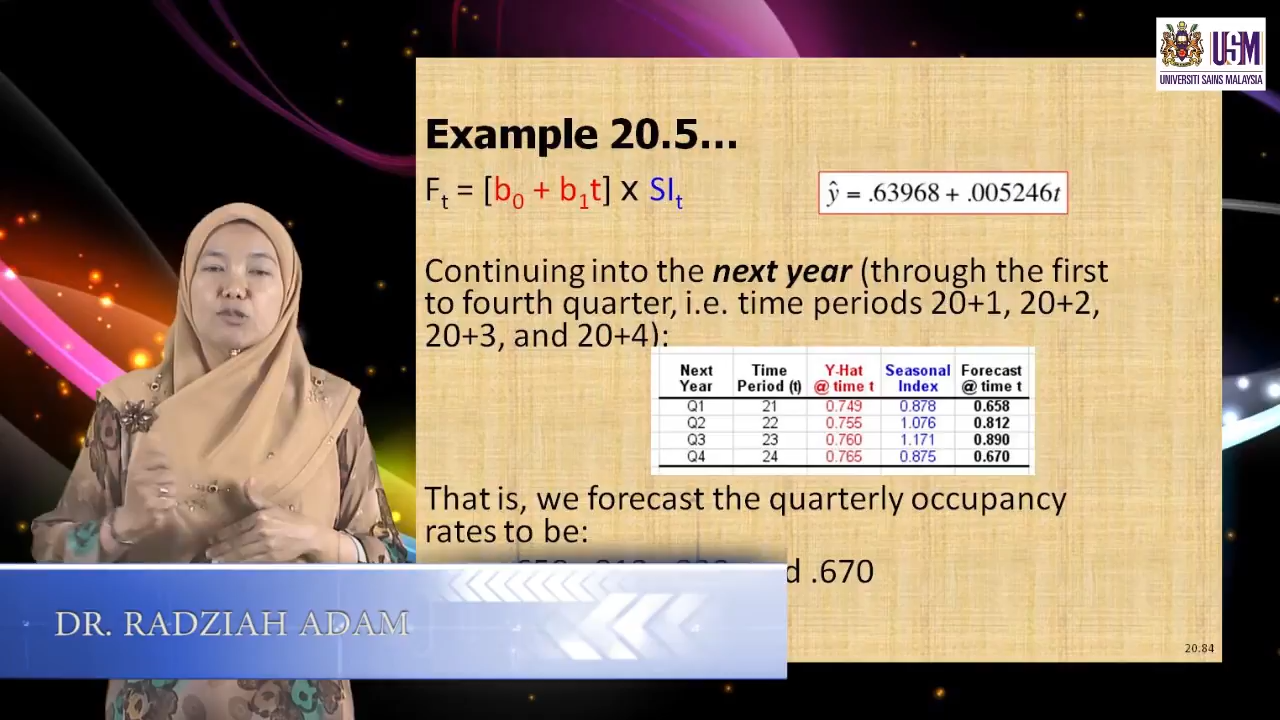 USM
UNIVERSITI SAINS MALAYSIA
Example 20.5...
Fₜ = [b₀ + b₁t] x SIₜ
ŷ = .63968 + .005246t
Continuing into the next year (through the first
to fourth quarter, i.e. time periods 20+1, 20+2,
20+3, and 20+4):
Next Year Time Period (t) Y-Hat @ time t Seasonal Index Forecast @ time t
Q1 21 0.749 0.878 0.658
Q2 22 0.755 1.076 0.812
Q3 23 0.760 1.171 0.890
Q4 24 0.765 0.875 0.670
That is, we forecast the quarterly occupancy
rates to be:
.670
DR. RADZIAH ADAM
20.84